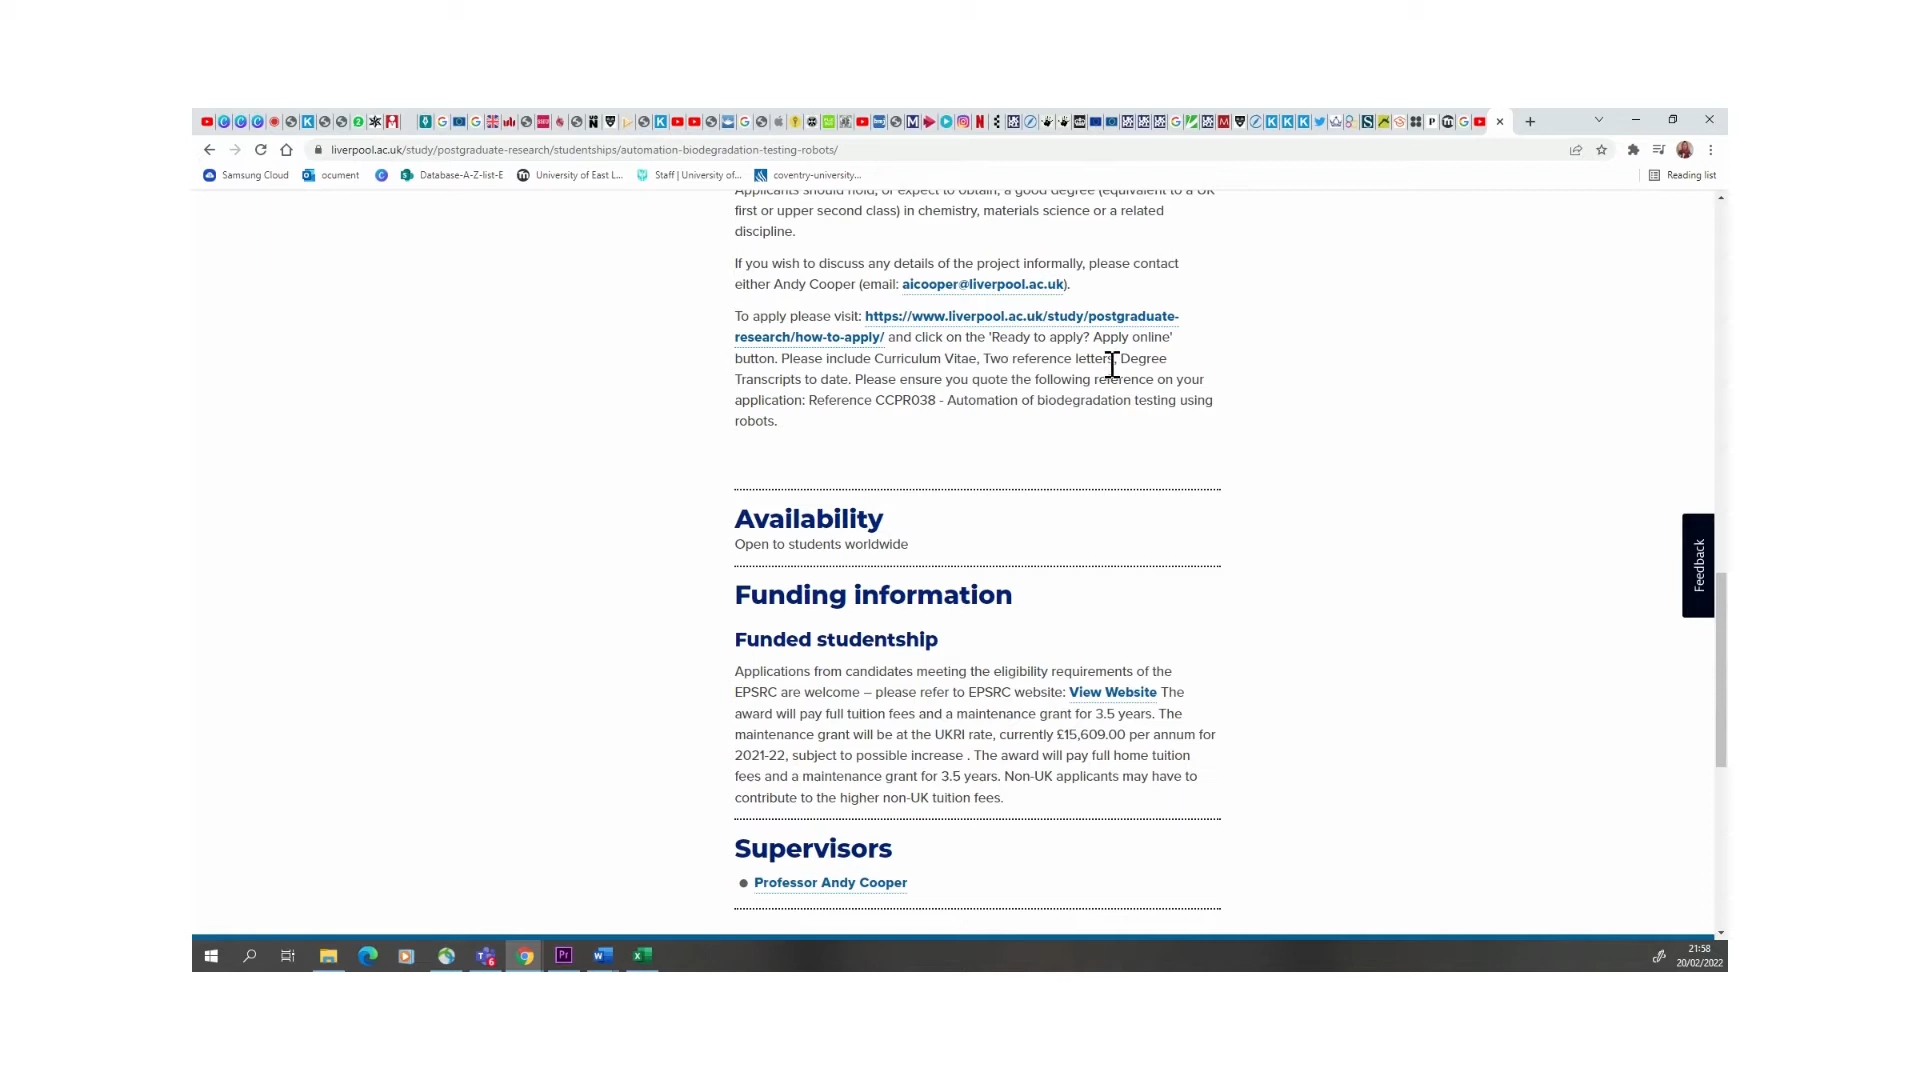 liverpool.ac.uk/study/postgraduate-research/studentships/automation-biodegradation-testing-robots/
Samsung Cloud ocument Database-A-Z-list-E University of East L... Staff | University of... coventry-university... Reading list
Applicants should hold, or expect to obtain, a good degree (equivalent to a UK
first or upper second class) in chemistry, materials science or a related
discipline.
If you wish to discuss any details of the project informally, please contact
either Andy Cooper (email: aicooper@liverpool.ac.uk).
To apply please visit: https://www.liverpool.ac.uk/study/postgraduate-
research/how-to-apply/ and click on the 'Ready to apply? Apply online'
button. Please include Curriculum Vitae, Two reference letters, Degree
Transcripts to date. Please ensure you quote the following reference on your
application: Reference CCPR038 - Automation of biodegradation testing using
robots.
Availability
Open to students worldwide
Feedback
Funding information
Funded studentship
Applications from candidates meeting the eligibility requirements of the
EPSRC are welcome – please refer to EPSRC website: View Website The
award will pay full tuition fees and a maintenance grant for 3.5 years. The
maintenance grant will be at the UKRI rate, currently £15,609.00 per annum for
2021-22, subject to possible increase . The award will pay full home tuition
fees and a maintenance grant for 3.5 years. Non-UK applicants may have to
contribute to the higher non-UK tuition fees.
Supervisors
Professor Andy Cooper
21:58
20/02/2022